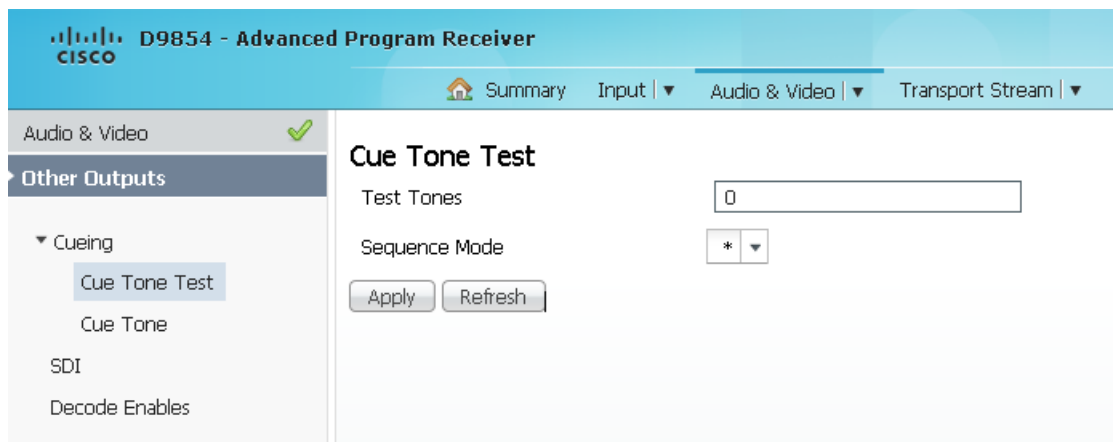 CISCO
D9854 - Advanced Program Receiver
Summary Input | ▼ Audio & Video | ▼ Transport Stream | ▼
Audio & Video
Other Outputs
Cueing
Cue Tone Test
Cue Tone
SDI
Decode Enables
Cue Tone Test
Test Tones 0
Sequence Mode *
Apply Refresh